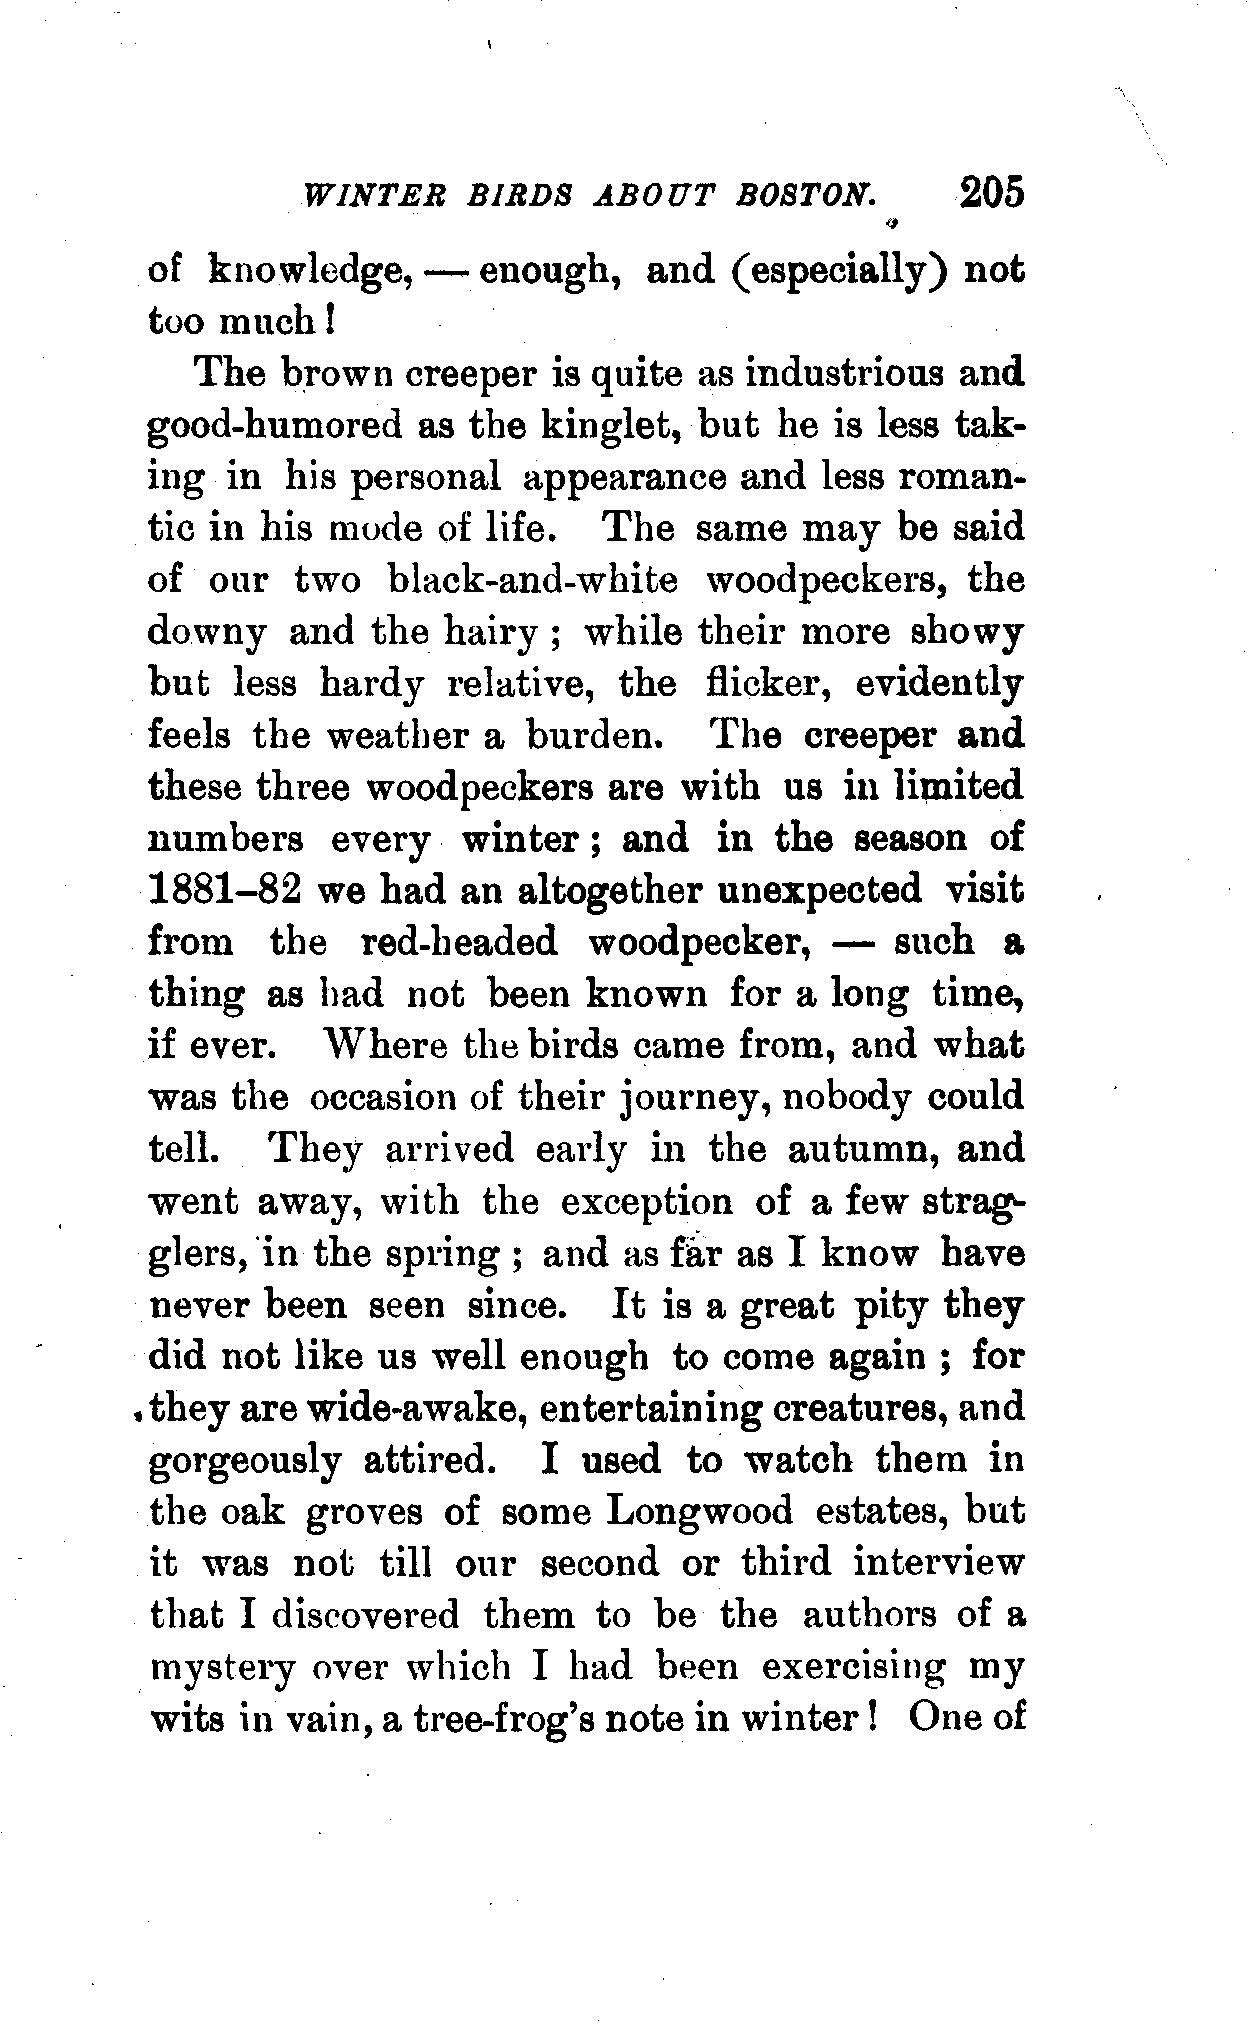 WINTER BIRDS ABOUT BOSTON. 205
of knowledge, — enough, and (especially) not
too much!
The brown creeper is quite as industrious and
good-humored as the kinglet, but he is less tak-
ing in his personal appearance and less roman-
tic in his mode of life. The same may be said
of our two black-and-white woodpeckers, the
downy and the hairy; while their more showy
but less hardy relative, the flicker, evidently
feels the weather a burden. The creeper and
these three woodpeckers are with us in limited
numbers every winter; and in the season of
1881–82 we had an altogether unexpected visit
from the red-headed woodpecker, — such a
thing as had not been known for a long time,
if ever. Where the birds came from, and what
was the occasion of their journey, nobody could
tell. They arrived early in the autumn, and
went away, with the exception of a few strag-
glers, in the spring; and as far as I know have
never been seen since. It is a great pity they
did not like us well enough to come again; for
they are wide-awake, entertaining creatures, and
gorgeously attired. I used to watch them in
the oak groves of some Longwood estates, but
it was not till our second or third interview
that I discovered them to be the authors of a
mystery over which I had been exercising my
wits in vain, a tree-frog's note in winter! One of